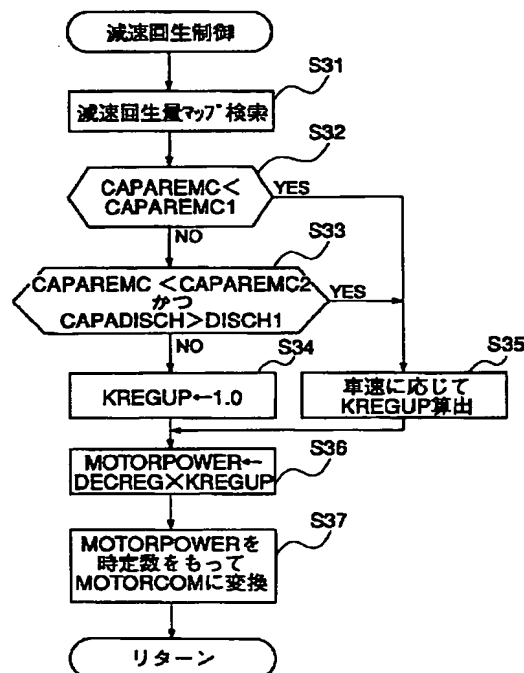 減速回生制御
S31
減速回生量マップ検索
S32
CAPAREMC<
CAPAREMC1
YES
NO
S33
CAPAREMC <CAPAREMC2
かつ
CAPADISCH>DISCH1
YES
NO
S34
KREGUP←1.0
S35
車速に応じて
KREGUP算出
S36
MOTORPOWER←
DECREG×KREGUP
S37
MOTORPOWERを
時定数をもって
MOTORCOMに変換
リターン